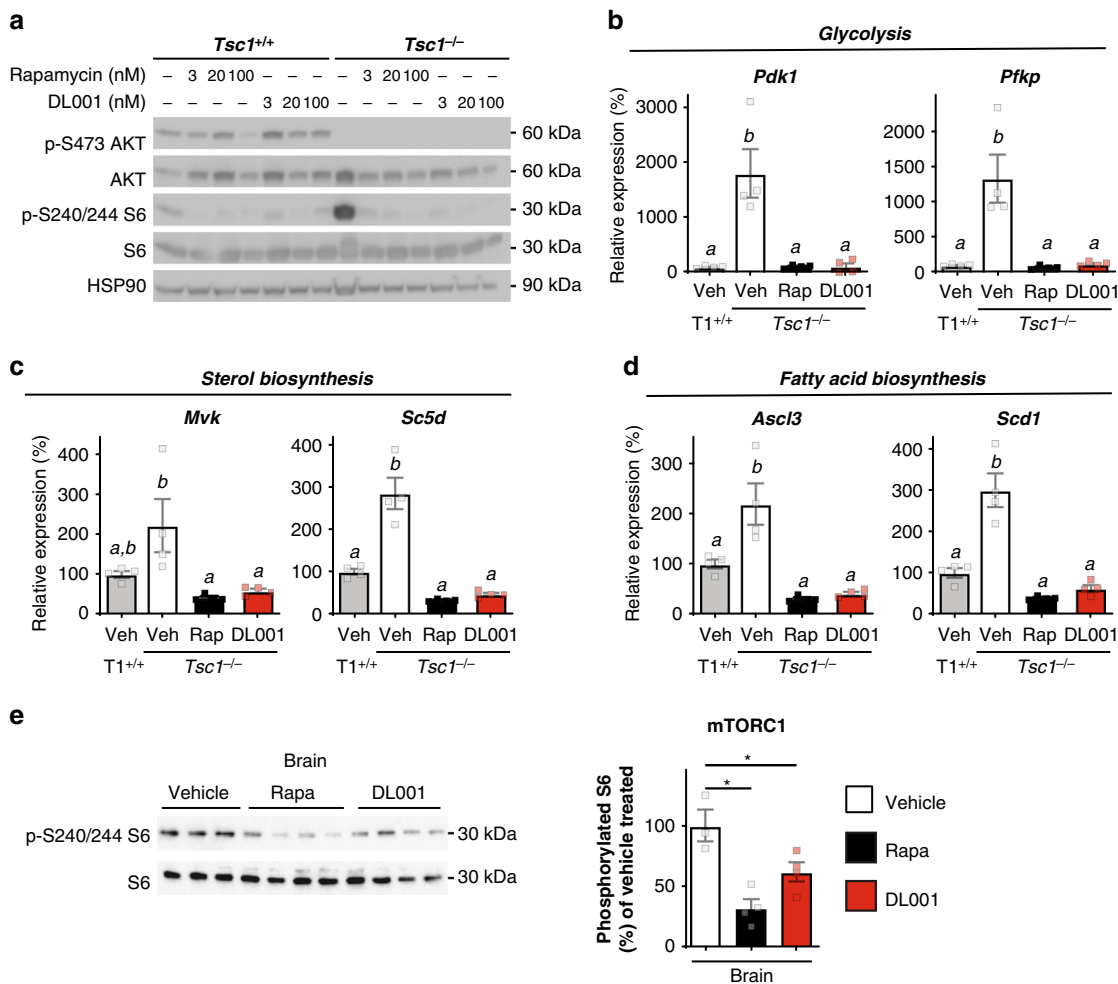 a
Tsc1+/+ Tsc1–/–
Rapamycin (nM) – 3 20 100 – – – – 3 20 100 – – –
DL001 (nM) – – – – 3 20 100 – – – – 3 20 100
p-S473 AKT 60 kDa
AKT 60 kDa
p-S240/244 S6 30 kDa
S6 30 kDa
HSP90 90 kDa
b
Glycolysis
Pdk1
Relative expression (%)
3000
2000
1000
0
a b a a
Veh Veh Rap DL001
T1+/+ Tsc1–/–
Pfkp
2000
1500
1000
500
0
a b a a
Veh Veh Rap DL001
T1+/+ Tsc1–/–
c
Sterol biosynthesis
Mvk
Relative expression (%)
400
300
200
100
0
a,b b a a
Veh Veh Rap DL001
T1+/+ Tsc1–/–
Sc5d
400
300
200
100
0
a b a a
Veh Veh Rap DL001
T1+/+ Tsc1–/–
d
Fatty acid biosynthesis
Ascl3
Relative expression (%)
300
200
100
0
a b a a
Veh Veh Rap DL001
T1+/+ Tsc1–/–
Scd1
400
300
200
100
0
a b a a
Veh Veh Rap DL001
T1+/+ Tsc1–/–
e
Brain
Vehicle Rapa DL001
p-S240/244 S6 30 kDa
S6 30 kDa
mTORC1
Phosphorylated S6
(%) of vehicle treated
100
50
0
*
*
Brain
Vehicle
Rapa
DL001